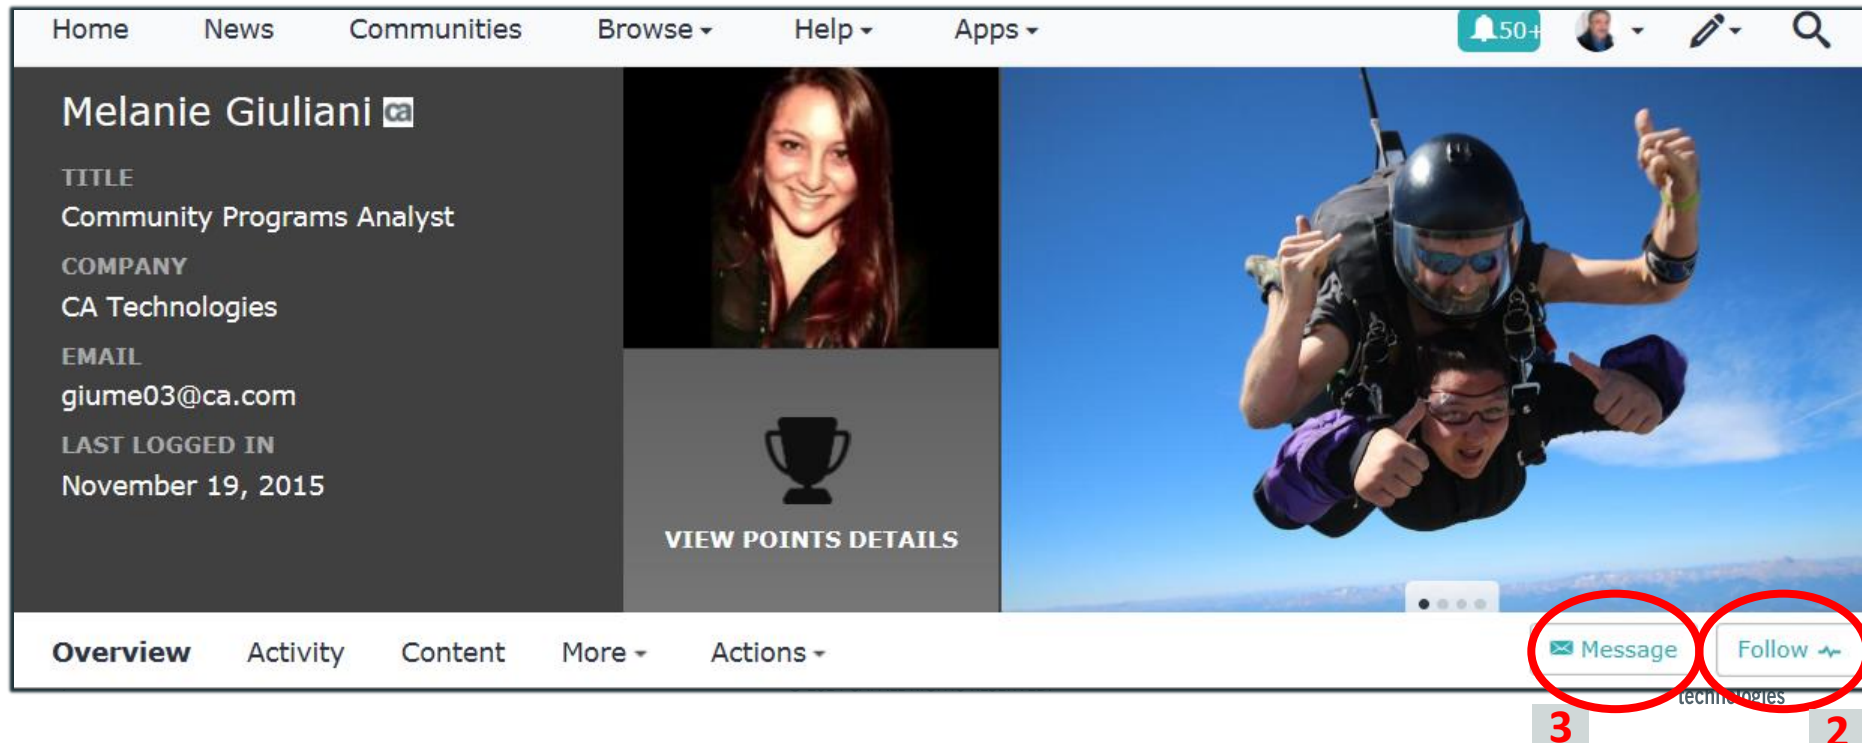 Home News Communities Browse Help Apps 50+
Melanie Giuliani ca
TITLE
Community Programs Analyst
COMPANY
CA Technologies
EMAIL
giume03@ca.com
LAST LOGGED IN
November 19, 2015
VIEW POINTS DETAILS
Overview Activity Content More Actions Message Follow
technologies
3 2